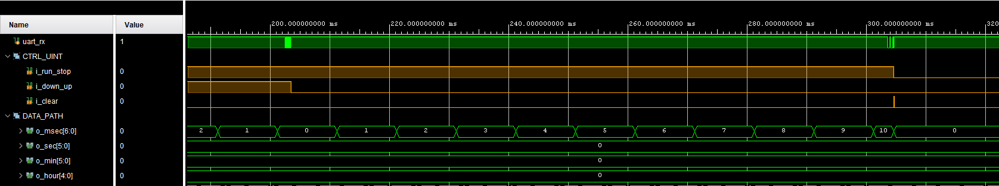 Name Value
200.000000000 ms 220.000000000 ms 240.000000000 ms 260.000000000 ms 280.000000000 ms 300.000000000 ms 320
uart_rx 1
CTRL_UINT
i_run_stop 0
i_down_up 0
i_clear 0
DATA_PATH
o_msec[6:0] 0 2 1 0 1 2 3 4 5 6 7 8 9 10 0
o_sec[5:0] 0 0
o_min[5:0] 0 0
o_hour[4:0] 0 0